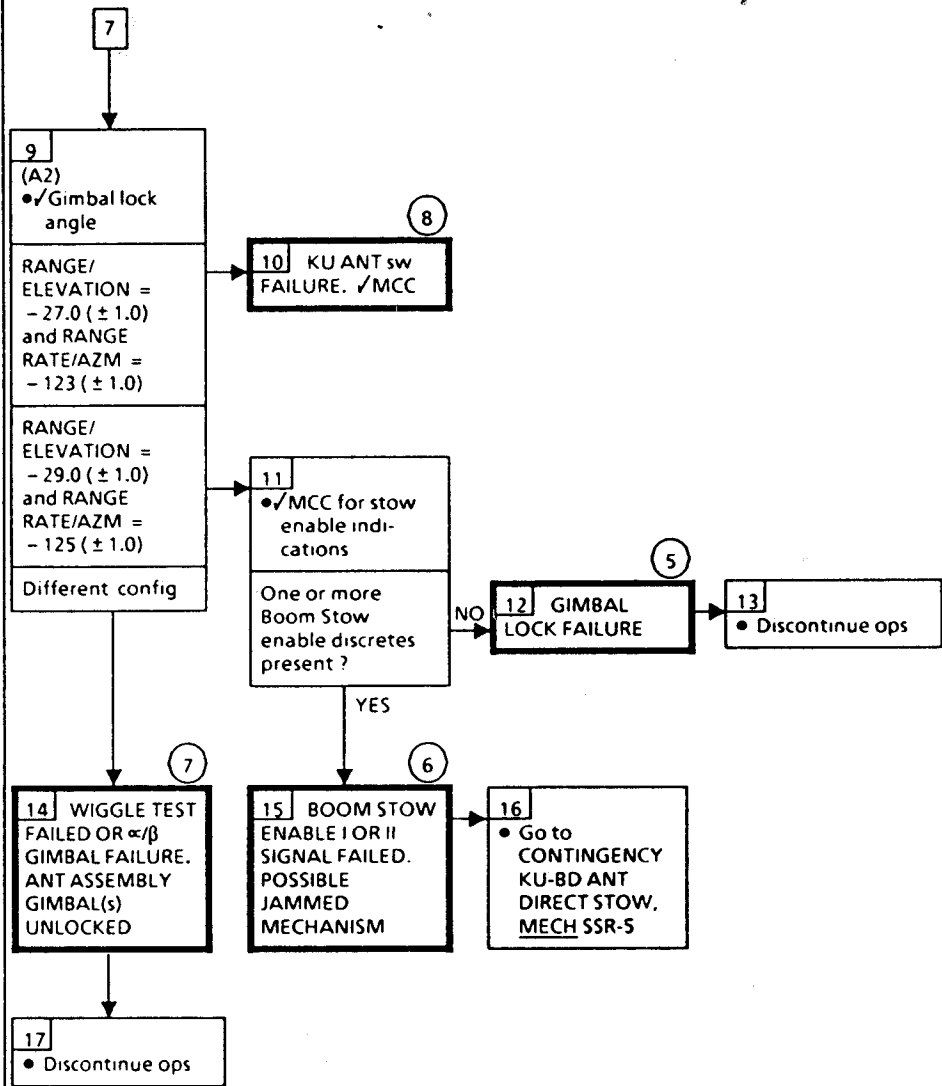 7
9
(A2)
•✓Gimbal lock
angle
RANGE/
ELEVATION =
– 27.0 (± 1.0)
and RANGE
RATE/AZM =
– 123 (± 1.0)
8
10 KU ANT sw
FAILURE. ✓MCC
RANGE/
ELEVATION =
– 29.0 (± 1.0)
and RANGE
RATE/AZM =
– 125 (± 1.0)
Different config
11
•✓MCC for stow
enable indi-
cations
One or more
Boom Stow
enable discretes
present ?
NO
YES
5
12 GIMBAL
LOCK FAILURE
13
• Discontinue ops
7
14 WIGGLE TEST
FAILED OR ∝/β
GIMBAL FAILURE.
ANT ASSEMBLY
GIMBAL(s)
UNLOCKED
6
15 BOOM STOW
ENABLE I OR II
SIGNAL FAILED.
POSSIBLE
JAMMED
MECHANISM
16
• Go to
CONTINGENCY
KU-BD ANT
DIRECT STOW,
MECH SSR-5
17
• Discontinue ops